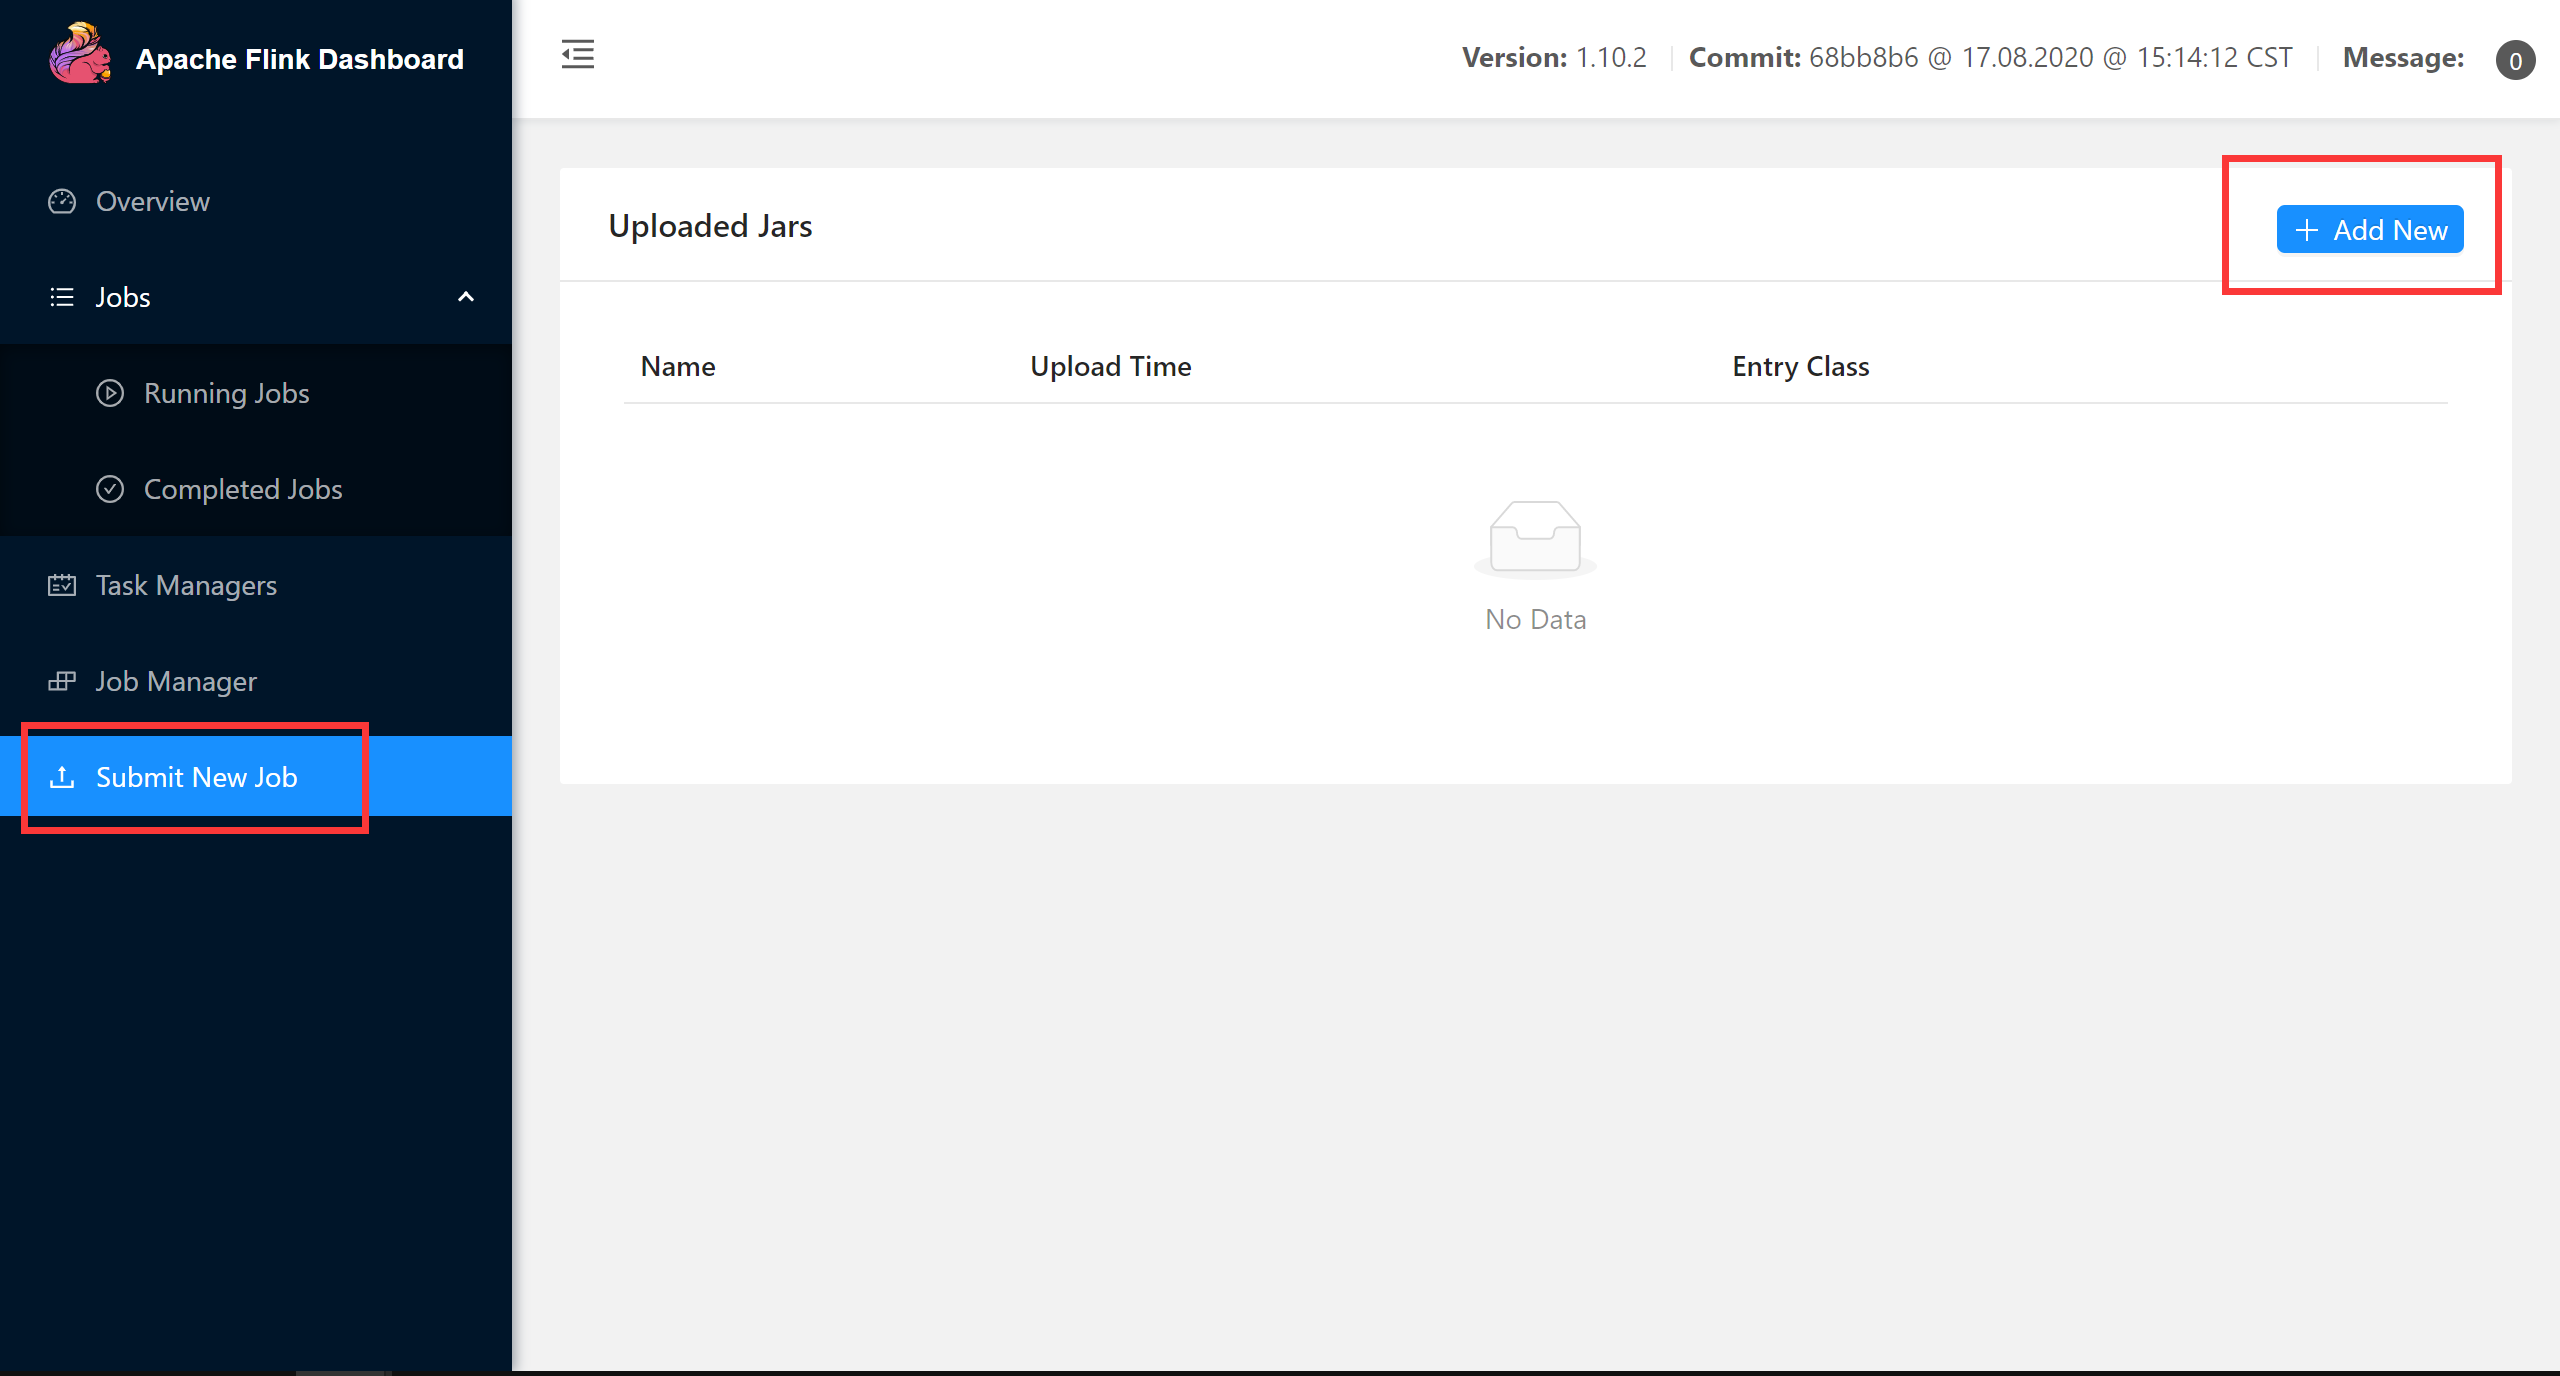 Apache Flink Dashboard
Version: 1.10.2 Commit: 68bb8b6 @ 17.08.2020 @ 15:14:12 CST Message: 0
Overview
Jobs
Running Jobs
Completed Jobs
Task Managers
Job Manager
Submit New Job
Uploaded Jars
Add New
Name Upload Time Entry Class
No Data